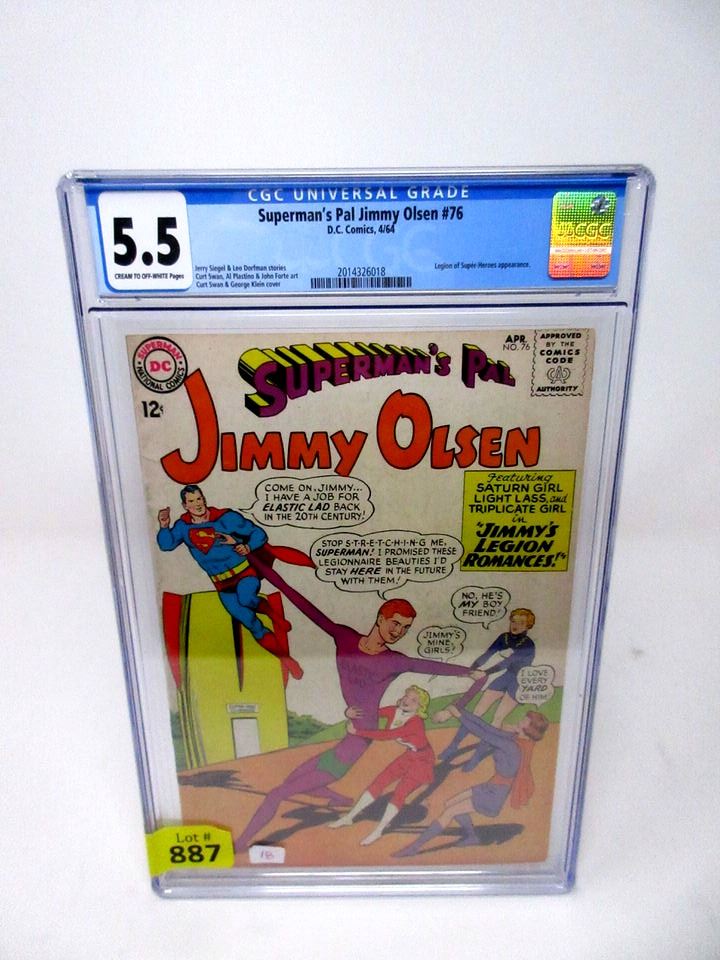 CGC UNIVERSAL GRADE
5.5
CREAM TO OFF-WHITE Pages
Superman's Pal Jimmy Olsen #76
D.C. Comics, 4/64
Jerry Siegel & Leo Dorfman stories
Curt Swan, Al Plastino & John Forte art
Curt Swan & George Klein cover
2014326018
Legion of Super-Heroes appearance.
CGC
SUPERMAN
DC
NATIONAL COMICS
12¢
SUPERMAN'S PAL
JIMMY OLSEN
APR.
NO. 76
APPROVED
BY THE
COMICS
CODE
AUTHORITY
COME ON, JIMMY...
I HAVE A JOB FOR
ELASTIC LAD BACK
IN THE 20TH CENTURY!
Featuring
SATURN GIRL
LIGHT LASS, and
TRIPLICATE GIRL
in
"JIMMY'S
LEGION
ROMANCES!"
STOP S-T-R-E-T-C-H-I-N-G ME,
SUPERMAN! I PROMISED THESE
LEGIONNAIRE BEAUTIES I'D
STAY HERE IN THE FUTURE
WITH THEM!
NO, HE'S
MY BOY
FRIEND!
JIMMY'S
MINE,
GIRLS!
I LOVE
EVERY
YARD
OF HIM!
ELASTIC
LAD
Lot #
887
1B